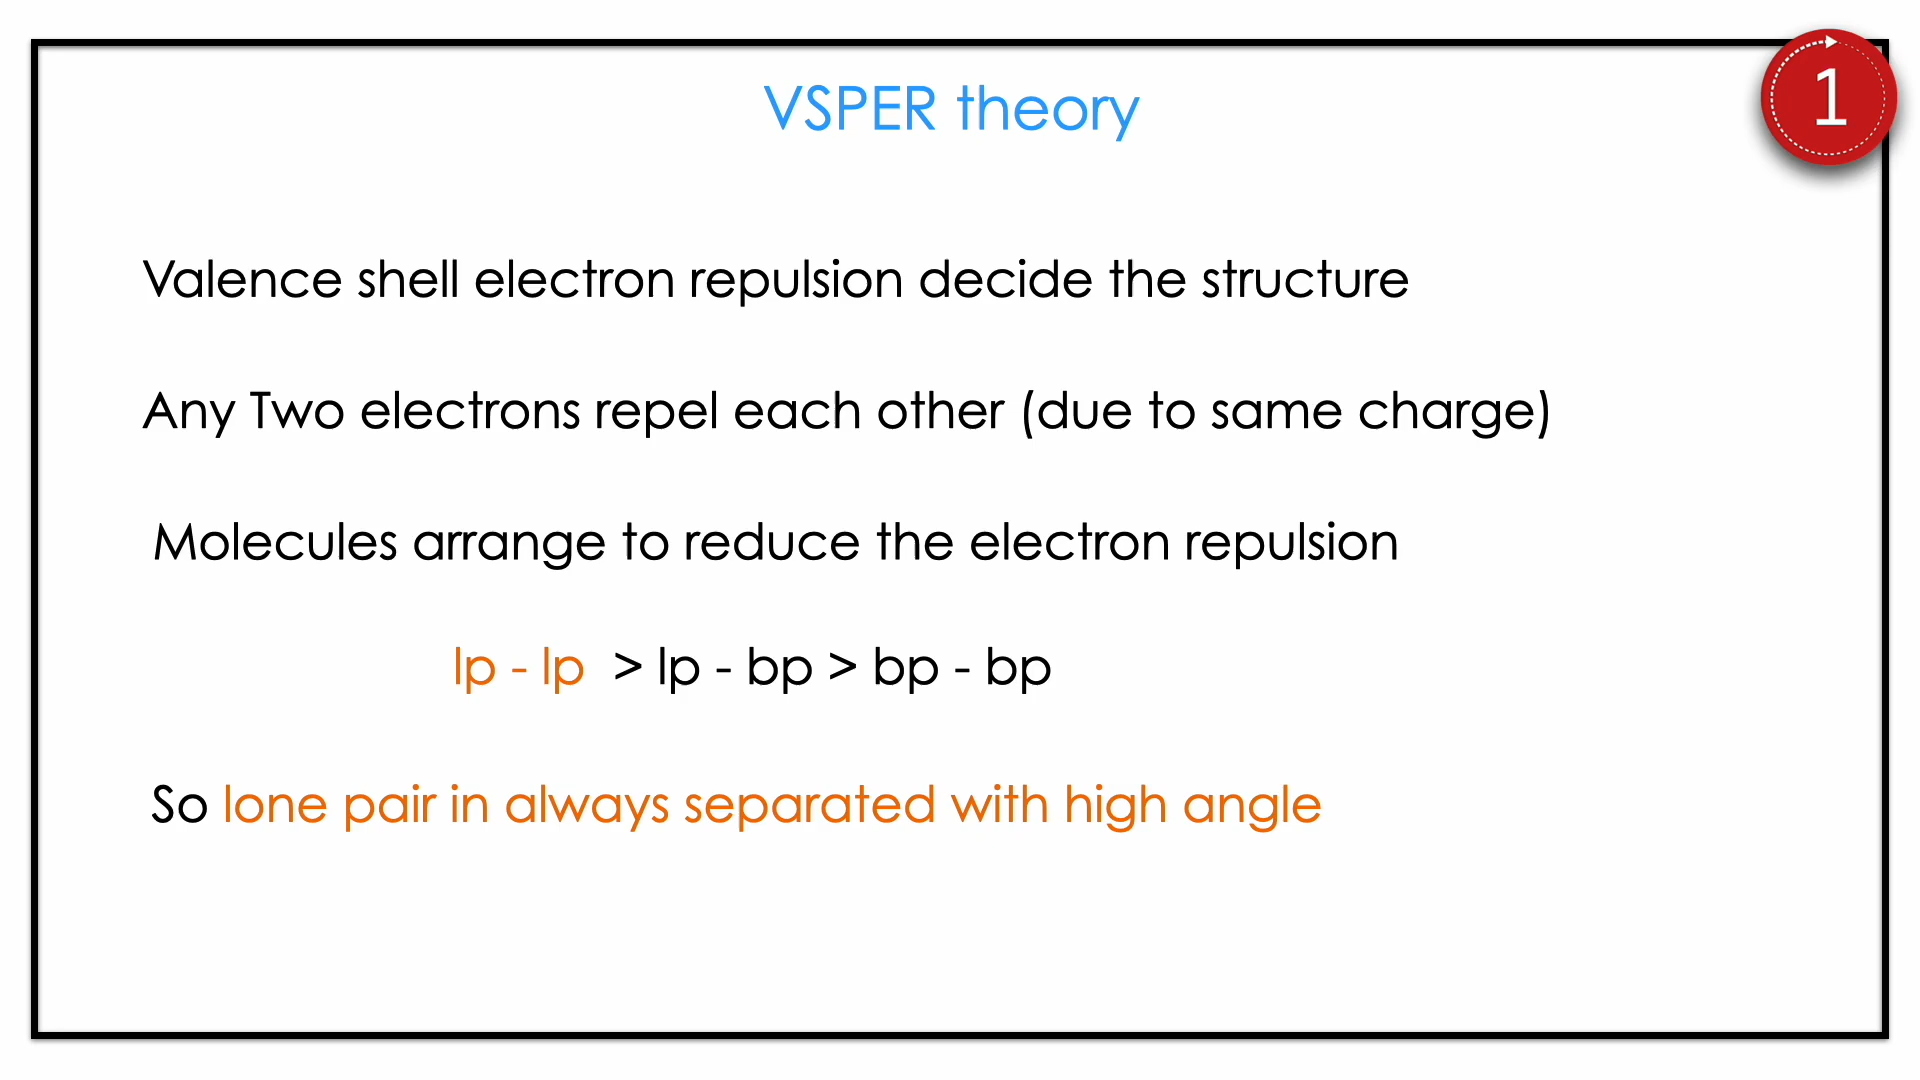 VSPER theory
1
Valence shell electron repulsion decide the structure
Any Two electrons repel each other (due to same charge)
Molecules arrange to reduce the electron repulsion
lp - lp > lp - bp > bp - bp
So lone pair in always separated with high angle